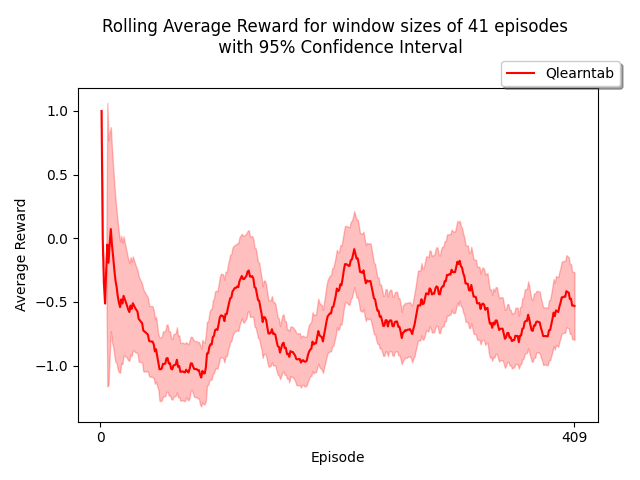 Rolling Average Reward for window sizes of 41 episodes
with 95% Confidence Interval
Qlearntab
1.0
0.5
0.0
−0.5
−1.0
Average Reward
0
409
Episode